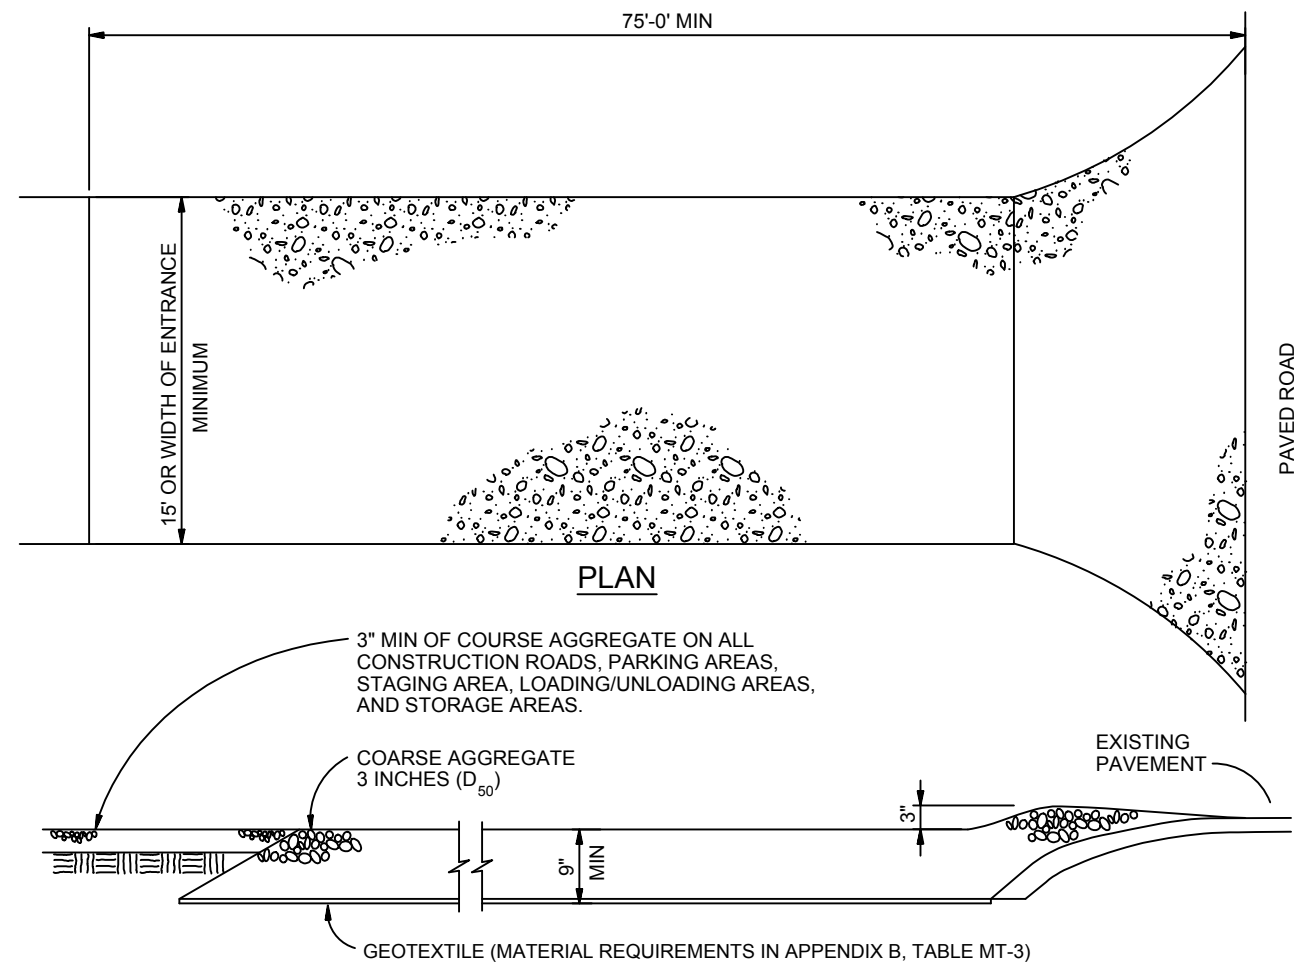 75'-0' MIN
15' OR WIDTH OF ENTRANCE
MINIMUM
PAVED ROAD
PLAN
3" MIN OF COURSE AGGREGATE ON ALL
CONSTRUCTION ROADS, PARKING AREAS,
STAGING AREA, LOADING/UNLOADING AREAS,
AND STORAGE AREAS.
COARSE AGGREGATE
3 INCHES (D50)
EXISTING
PAVEMENT
3"
9"
MIN
GEOTEXTILE (MATERIAL REQUIREMENTS IN APPENDIX B, TABLE MT-3)